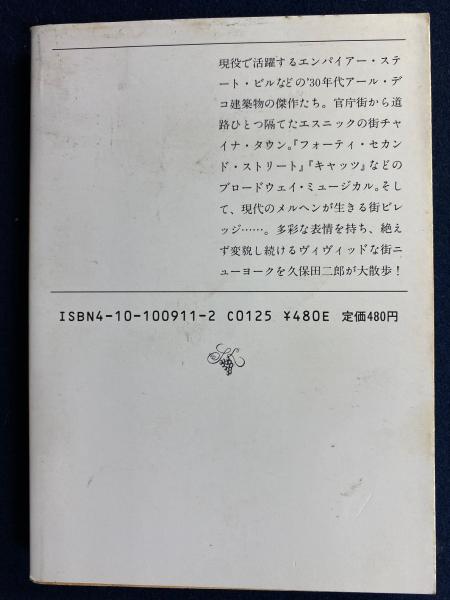 現役で活躍するエンパイアー・ステ
ート・ビルなどの'30年代アール・デ
コ建築物の傑作たち。官庁街から道
路ひとつ隔てたエスニックの街チャ
イナ・タウン。『フォーティ・セカン
ド・ストリート』『キャッツ』などの
ブロードウェイ・ミュージカル。そし
て、現代のメルヘンが生きる街ビレ
ッジ……。多彩な表情を持ち、絶え
ず変貌し続けるヴィヴィッドな街ニ
ューヨークを久保田二郎が大散歩！
ISBN4-10-100911-2 C0125 ¥480E 定価480円